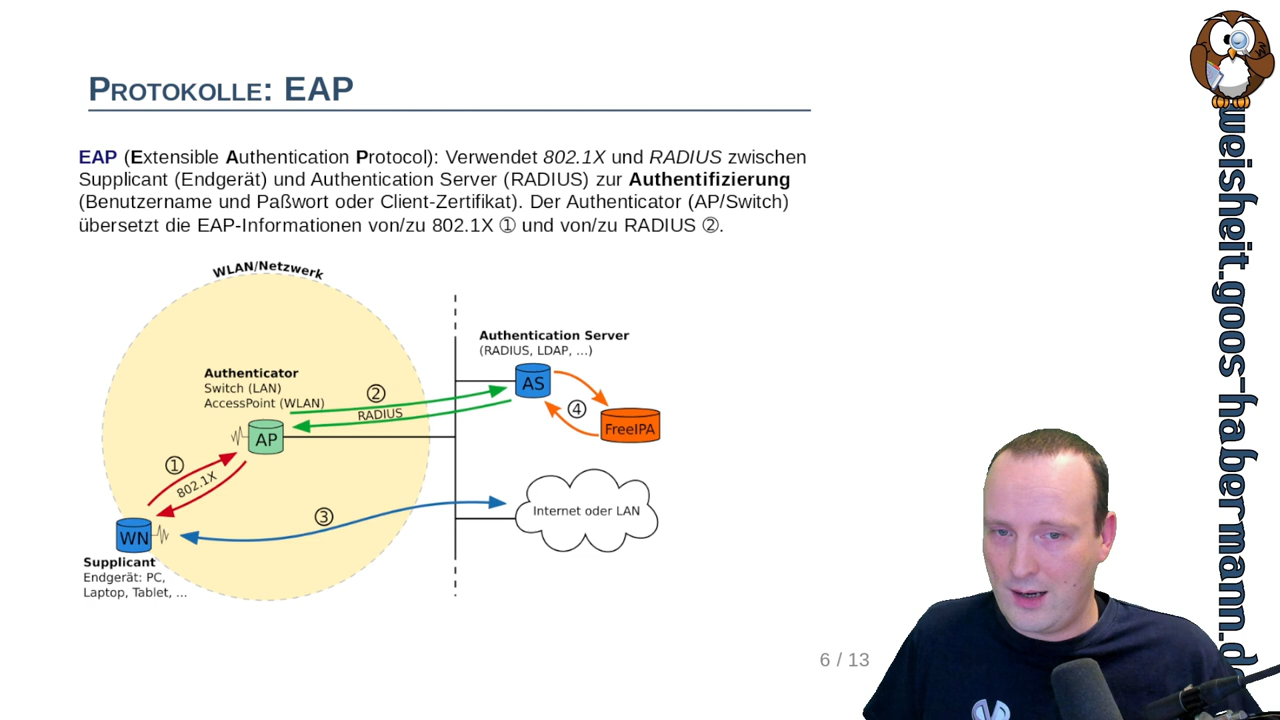 PROTOKOLLE: EAP
EAP (Extensible Authentication Protocol): Verwendet 802.1X und RADIUS zwischen
Supplicant (Endgerät) und Authentication Server (RADIUS) zur Authentifizierung
(Benutzername und Paßwort oder Client-Zertifikat). Der Authenticator (AP/Switch)
übersetzt die EAP-Informationen von/zu 802.1X ① und von/zu RADIUS ②.
WLAN/Netzwerk
Authentication Server
(RADIUS, LDAP, ...)
Authenticator
Switch (LAN)
AccessPoint (WLAN)
AS
②
RADIUS
④
FreeIPA
AP
①
802.1X
③
Internet oder LAN
WN
Supplicant
Endgerät: PC,
Laptop, Tablet, ...
6 / 13
weisheit.goos-habermann.d